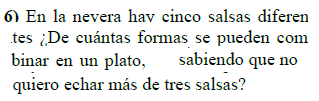 6) En la nevera hay cinco salsas diferen
tes ¿De cuántas formas se pueden com
binar en un plato, sabiendo que no
quiero echar más de tres salsas?